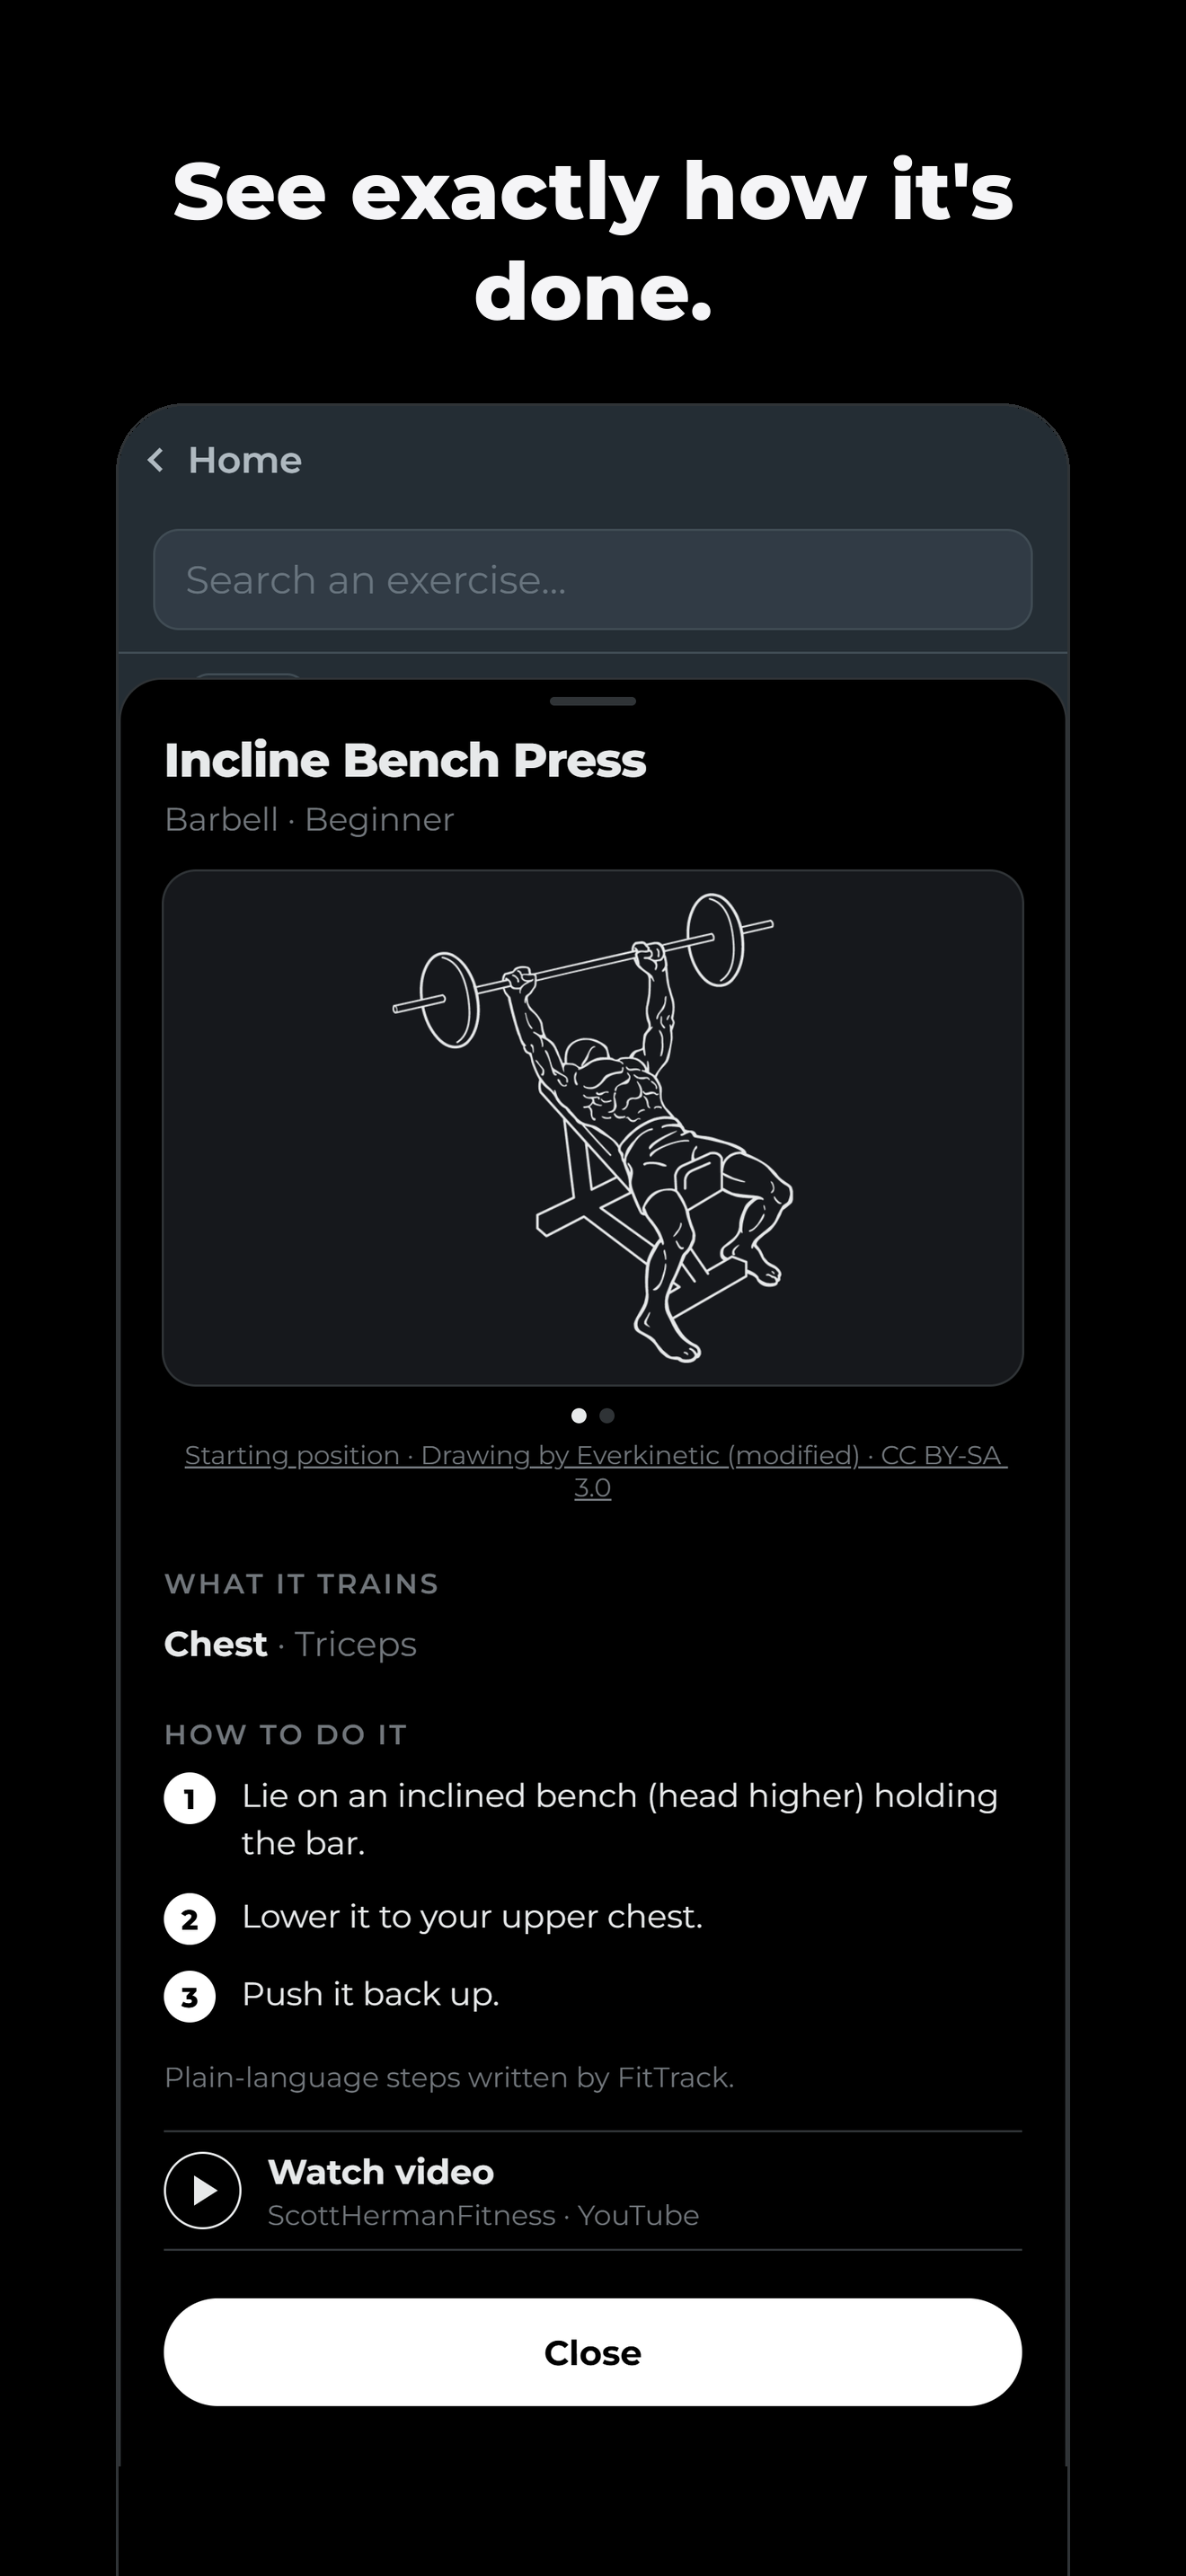 See exactly how it's
done.
Home
Search an exercise...
Incline Bench Press
Barbell · Beginner
Starting position · Drawing by Everkinetic (modified) · CC BY-SA
3.0
WHAT IT TRAINS
Chest · Triceps
HOW TO DO IT
1 Lie on an inclined bench (head higher) holding
the bar.
2 Lower it to your upper chest.
3 Push it back up.
Plain-language steps written by FitTrack.
Watch video
ScottHermanFitness · YouTube
Close